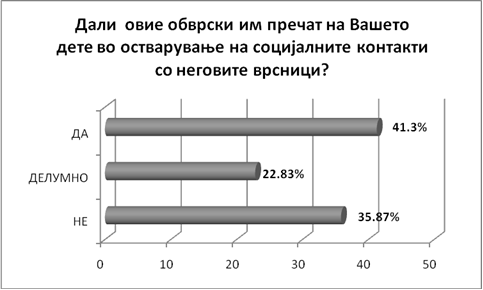 Дали овие обврски им пречат на Вашето
дете во остварување на социјалните контакти
со неговите врсници?
ДА
41.3%
ДЕЛУМНО
22.83%
НЕ
35.87%
0 10 20 30 40 50